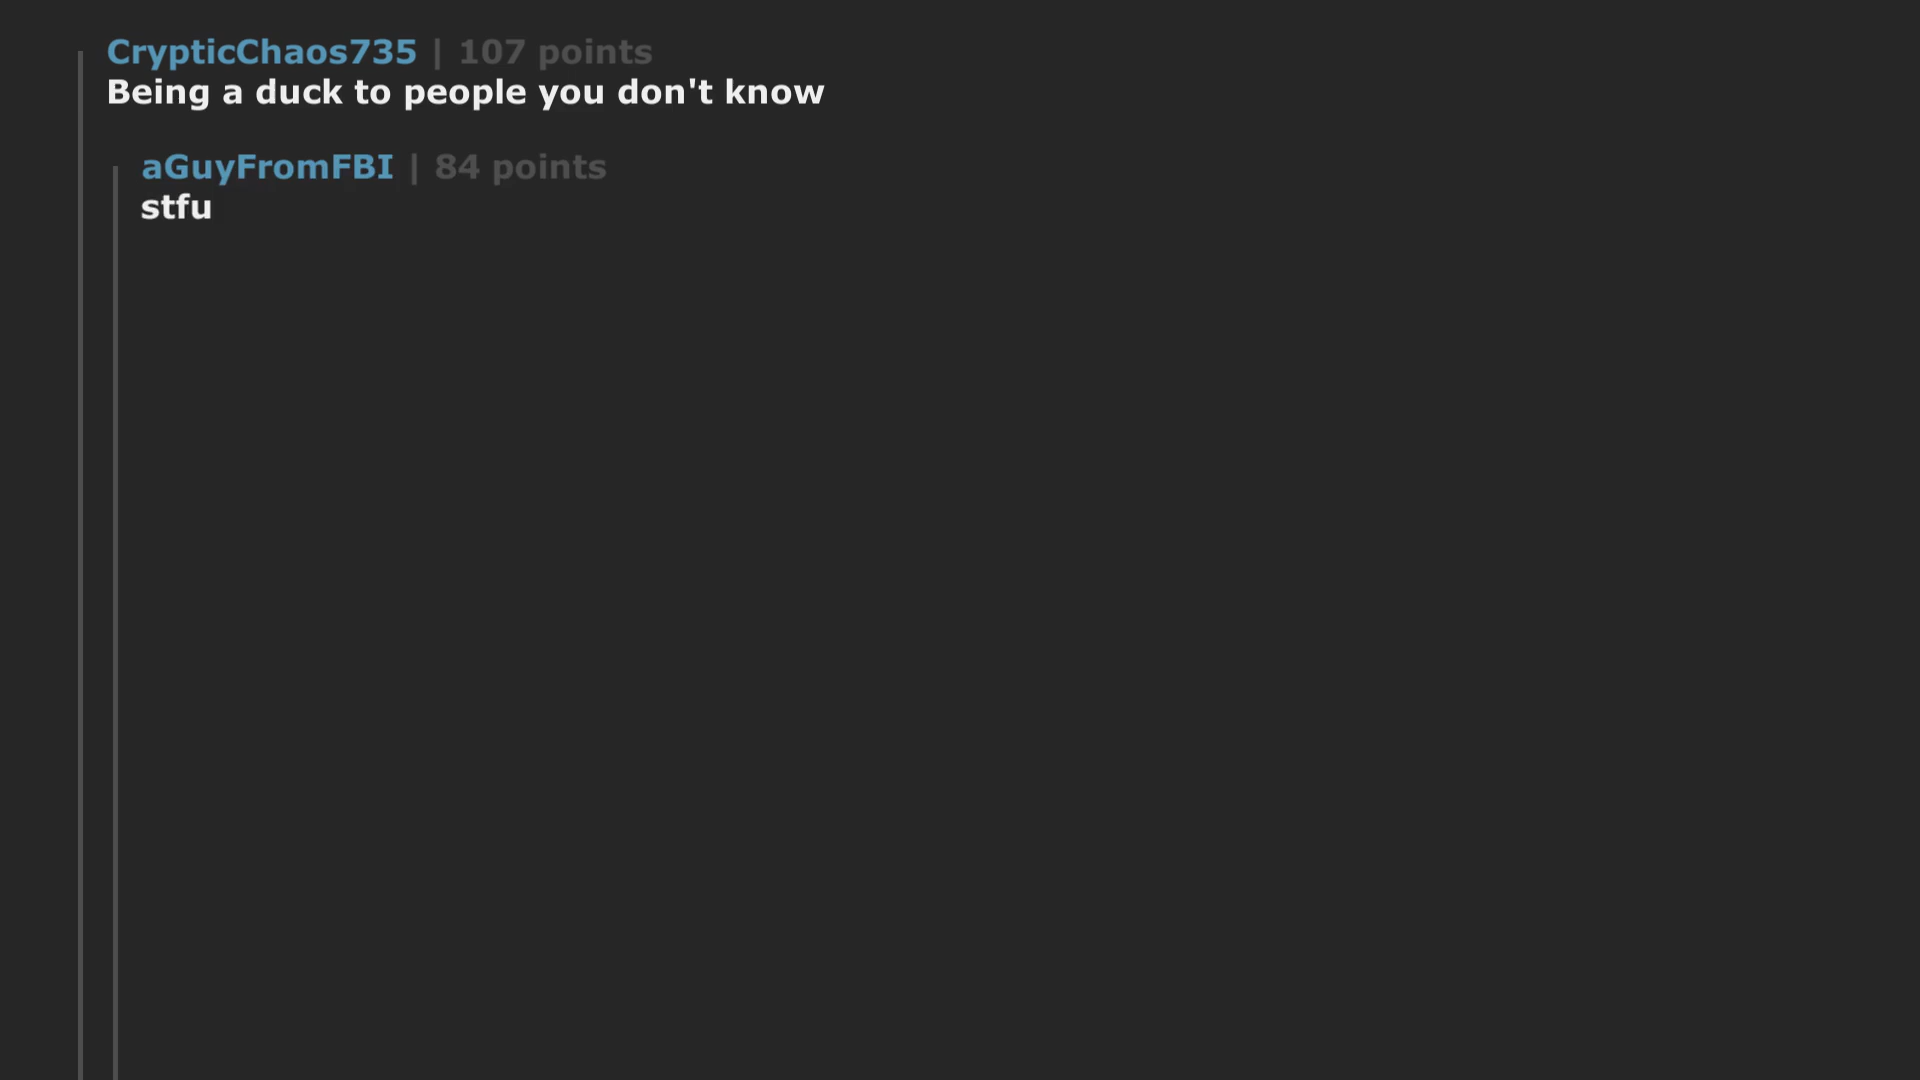 CrypticChaos735 | 107 points
Being a duck to people you don't know
aGuyFromFBI | 84 points
stfu